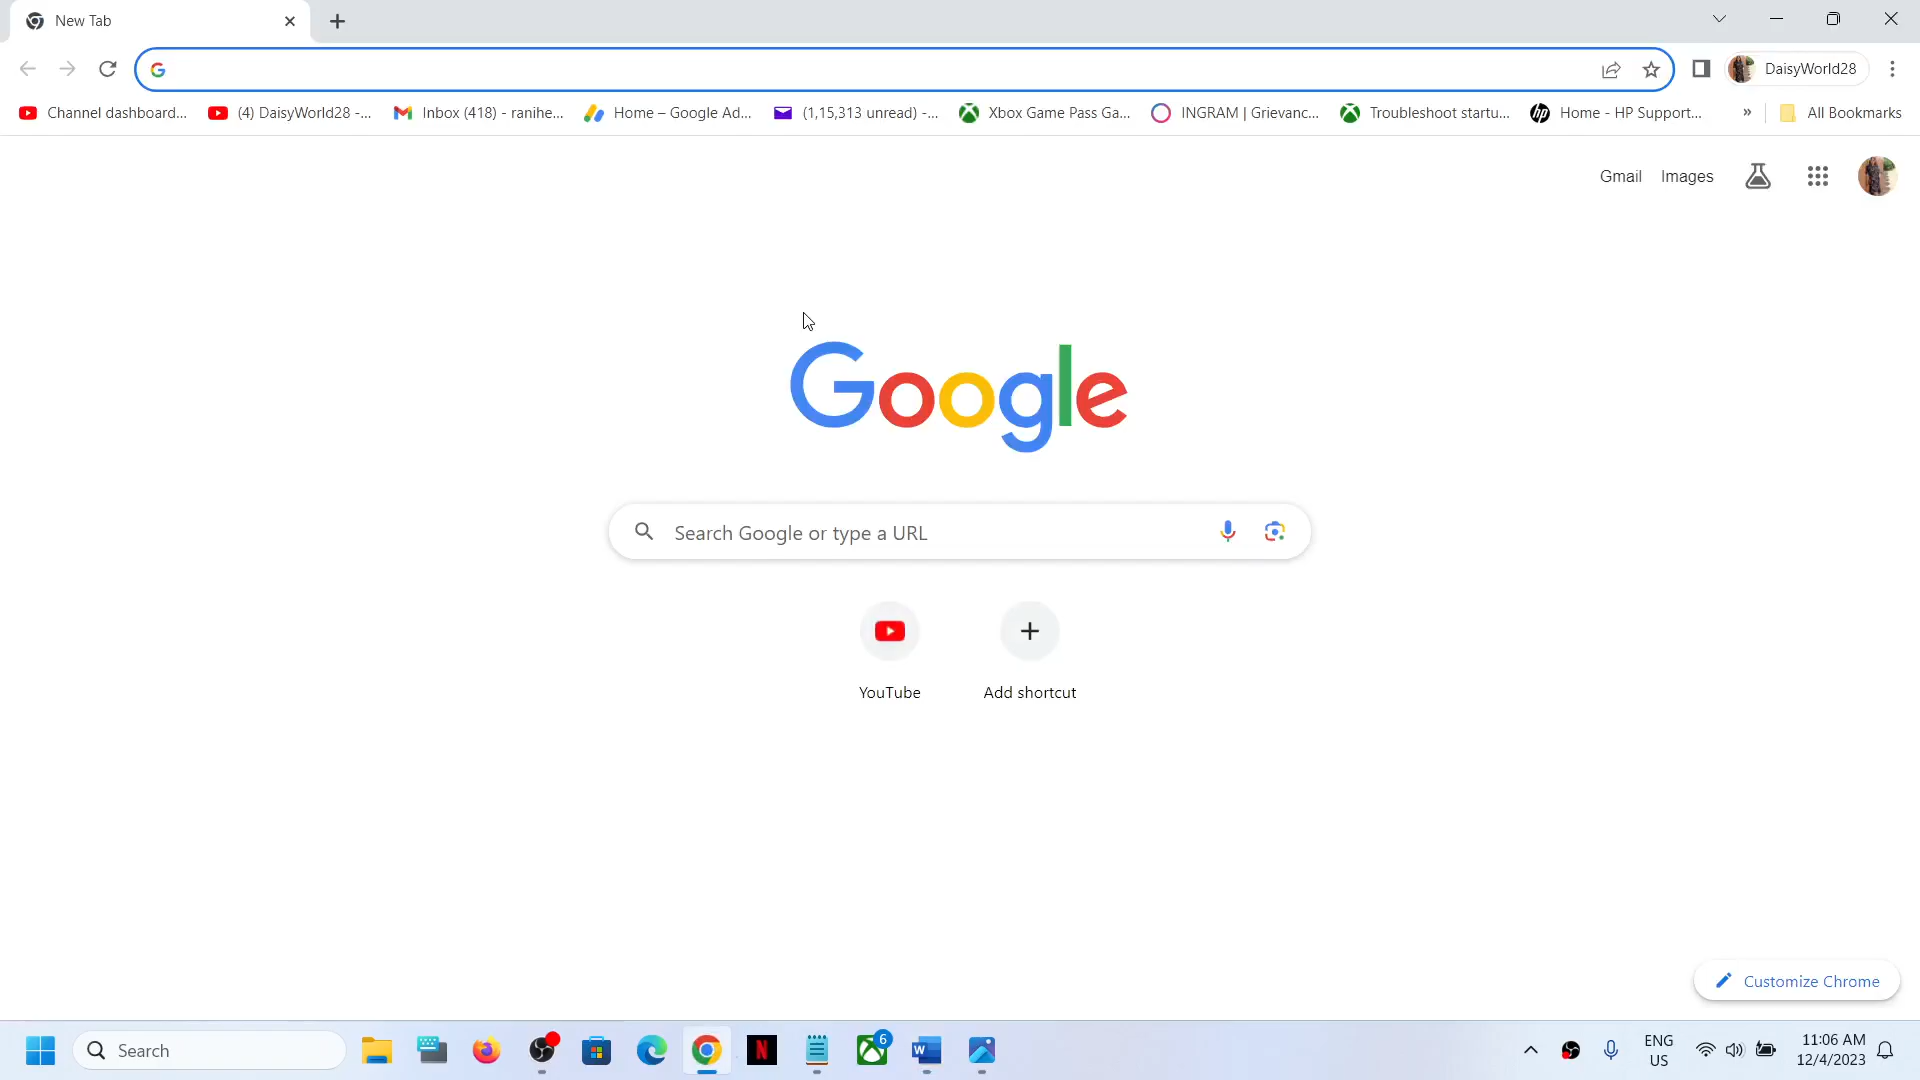 New Tab
DaisyWorld28
Channel dashboard...
(4) DaisyWorld28 -...
Inbox (418) - ranihe...
Home – Google Ad...
(1,15,313 unread) -...
Xbox Game Pass Ga...
INGRAM | Grievanc...
Troubleshoot startu...
Home - HP Support...
»
All Bookmarks
Gmail
Images
Google
Search Google or type a URL
YouTube
Add shortcut
Customize Chrome
Search
6
ENG
US
11:06 AM
12/4/2023